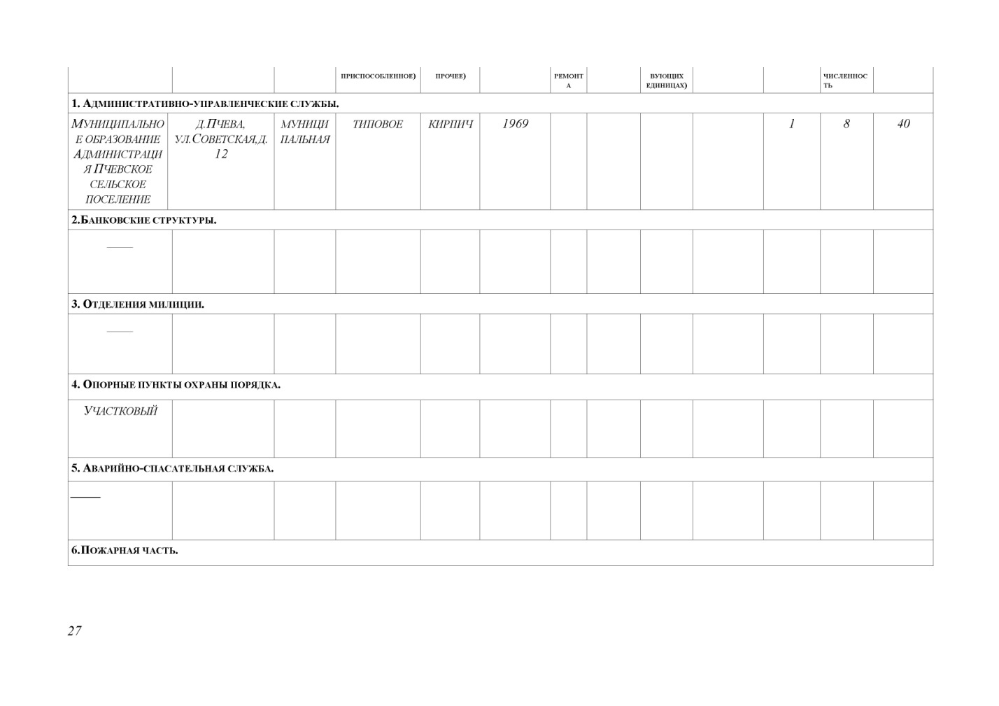 ПРИСПОСОБЛЕННОЕ) ПРОЧЕЕ) РЕМОНТ ВУЮЩИХ ЧИСЛЕННОС
А ЕДИНИЦАХ) ТЬ
1. АДМИНИСТРАТИВНО-УПРАВЛЕНЧЕСКИЕ СЛУЖБЫ.
МУНИЦИПАЛЬНО Д.ПЧЕВА, МУНИЦИ ТИПОВОЕ КИРПИЧ 1969 1 8 40
Е ОБРАЗОВАНИЕ УЛ.СОВЕТСКАЯ,Д. ПАЛЬНАЯ
АДМИНИСТРАЦИ 12
Я ПЧЕВСКОЕ
СЕЛЬСКОЕ
ПОСЕЛЕНИЕ
2.БАНКОВСКИЕ СТРУКТУРЫ.
3. ОТДЕЛЕНИЯ МИЛИЦИИ.
4. ОПОРНЫЕ ПУНКТЫ ОХРАНЫ ПОРЯДКА.
УЧАСТКОВЫЙ
5. АВАРИЙНО-СПАСАТЕЛЬНАЯ СЛУЖБА.
6.ПОЖАРНАЯ ЧАСТЬ.
27